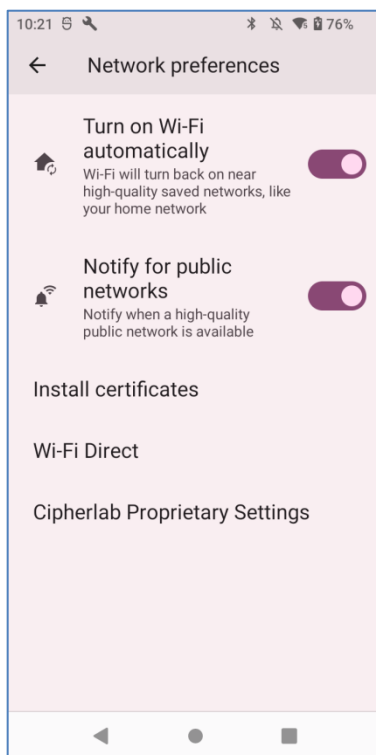 10:21 76%
Network preferences
Turn on Wi-Fi
automatically
Wi-Fi will turn back on near
high-quality saved networks, like
your home network
Notify for public
networks
Notify when a high-quality
public network is available
Install certificates
Wi-Fi Direct
Cipherlab Proprietary Settings